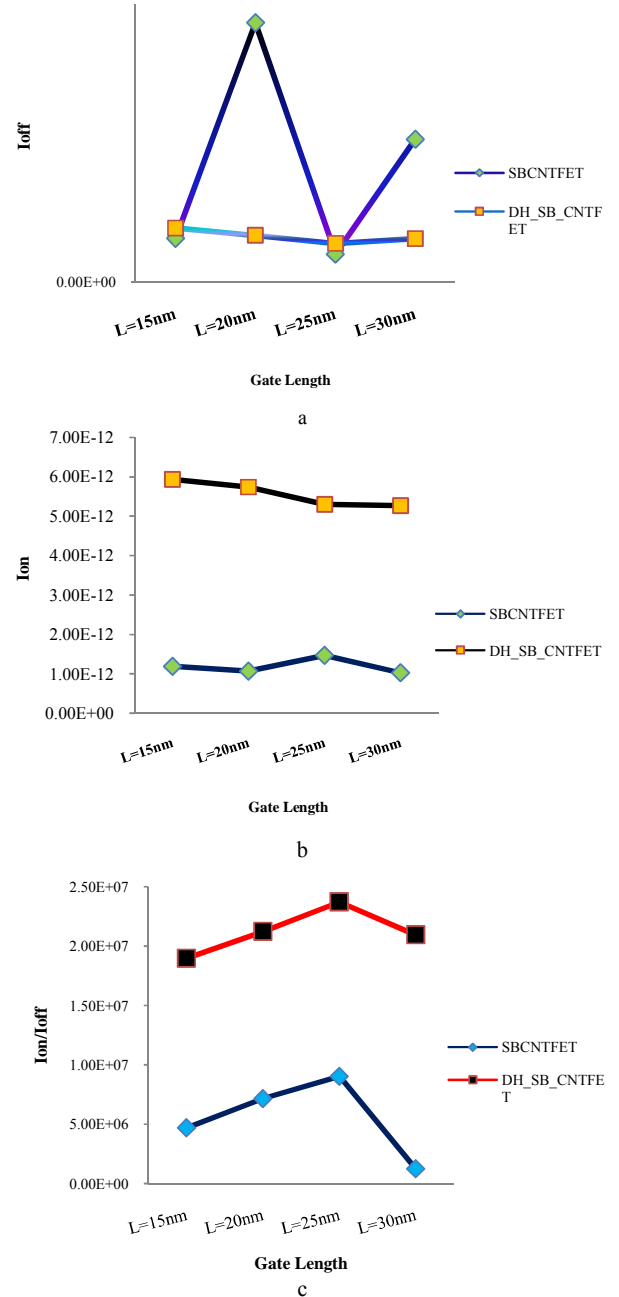 Ioff
0.00E+00
L=15nm
L=20nm
L=25nm
L=30nm
Gate Length
SBCNTFET
DH_SB_CNTF
ET
a
7.00E-12
6.00E-12
5.00E-12
4.00E-12
3.00E-12
2.00E-12
1.00E-12
0.00E+00
Ion
L=15nm
L=20nm
L=25nm
L=30nm
Gate Length
SBCNTFET
DH_SB_CNTFET
b
2.50E+07
2.00E+07
1.50E+07
1.00E+07
5.00E+06
0.00E+00
Ion/Ioff
L=15nm
L=20nm
L=25nm
L=30nm
Gate Length
SBCNTFET
DH_SB_CNTFE
T
c